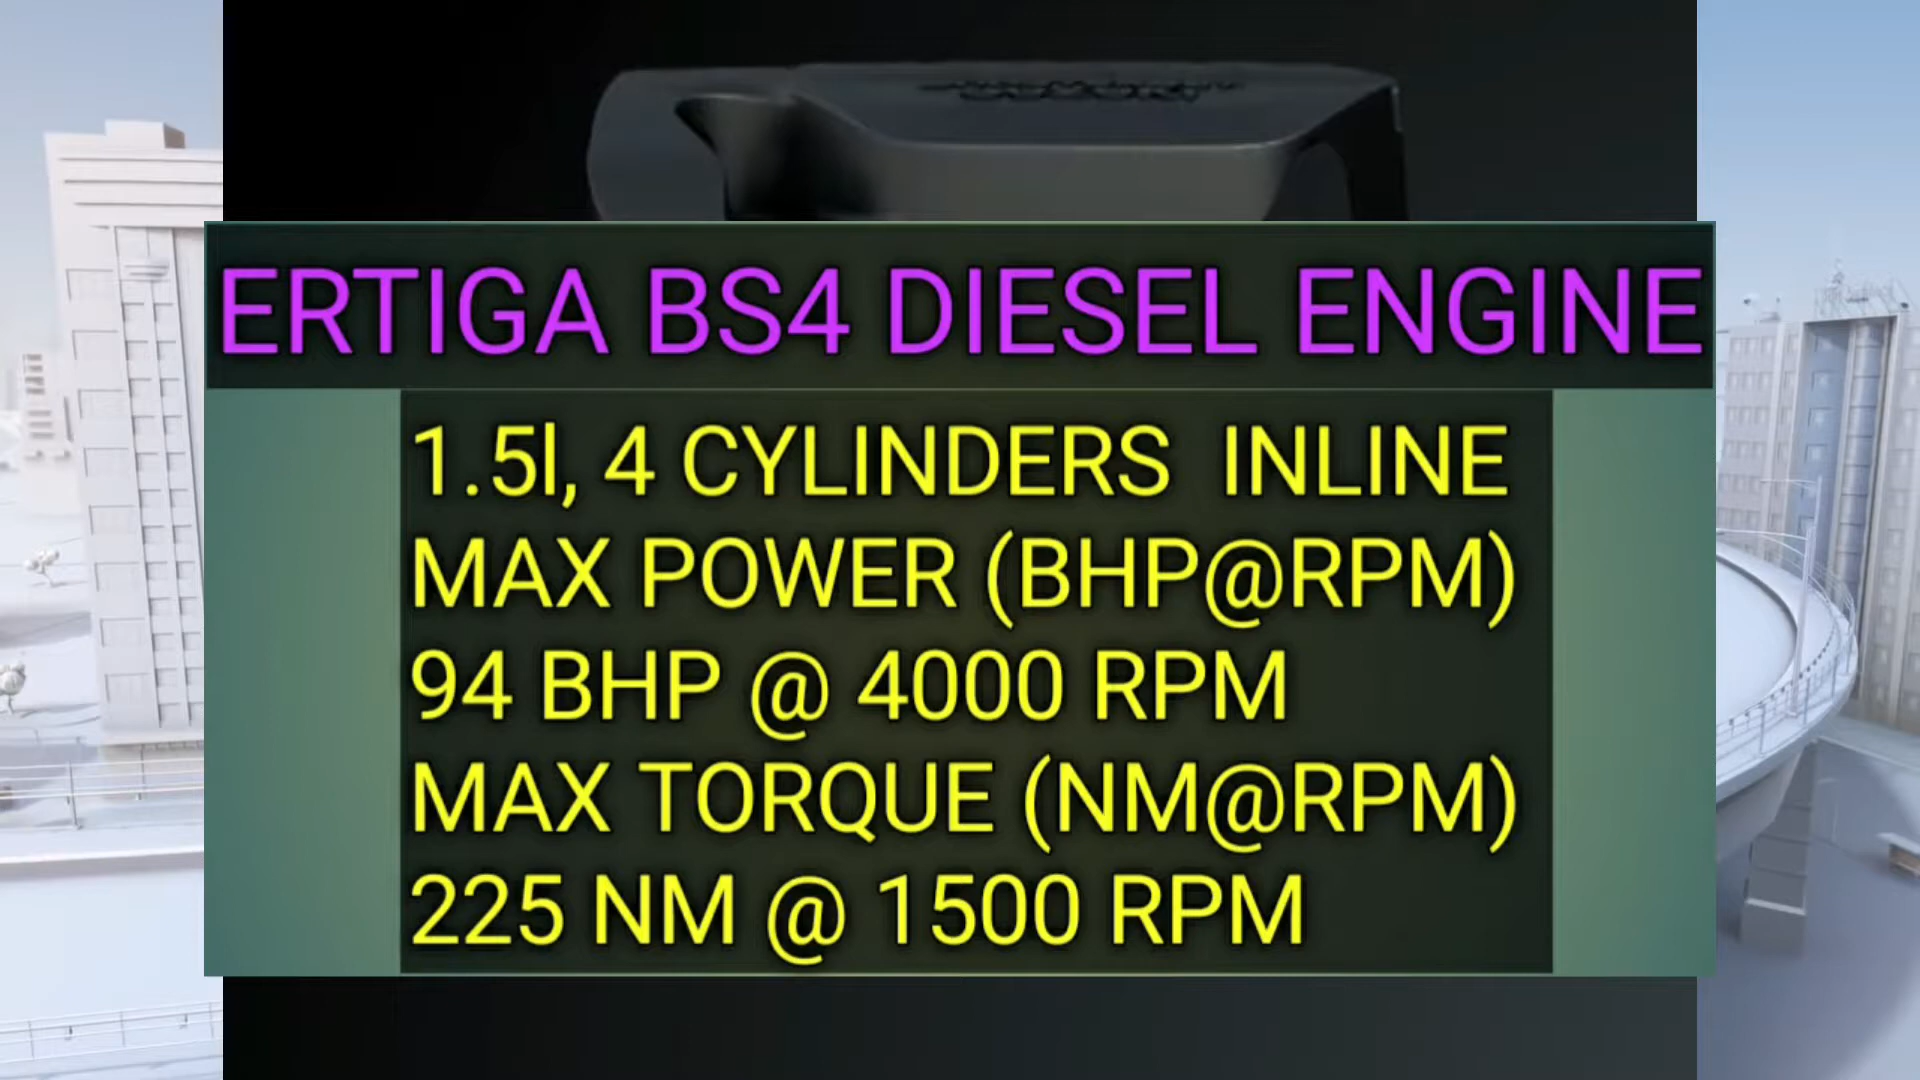 ERTIGA BS4 DIESEL ENGINE
1.5l, 4 CYLINDERS INLINE
MAX POWER (BHP@RPM)
94 BHP @ 4000 RPM
MAX TORQUE (NM@RPM)
225 NM @ 1500 RPM